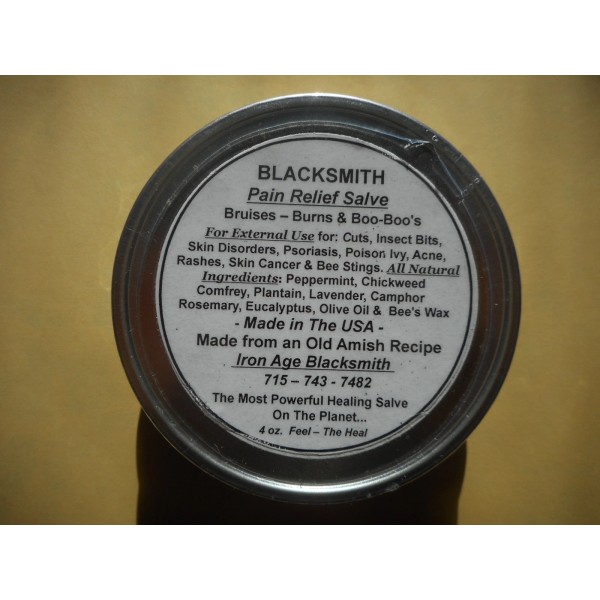 BLACKSMITH
Pain Relief Salve
Bruises – Burns & Boo-Boo's
For External Use for: Cuts, Insect Bits,
Skin Disorders, Psoriasis, Poison Ivy, Acne,
Rashes, Skin Cancer & Bee Stings. All Natural
Ingredients: Peppermint, Chickweed
Comfrey, Plantain, Lavender, Camphor
Rosemary, Eucalyptus, Olive Oil & Bee's Wax
- Made in The USA -
Made from an Old Amish Recipe
Iron Age Blacksmith
715 – 743 - 7482
The Most Powerful Healing Salve
On The Planet...
4 oz. Feel – The Heal